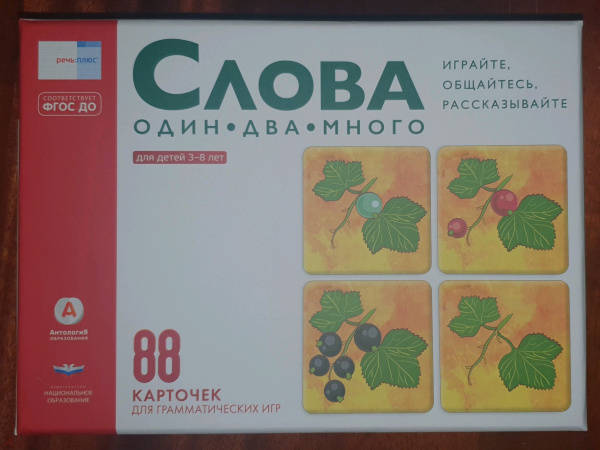 речь:плюс
СООТВЕТСТВУЕТ
ФГОС ДО
СЛОВА
ОДИН•ДВА•МНОГО
для детей 3–8 лет
ИГРАЙТЕ,
ОБЩАЙТЕСЬ,
РАССКАЗЫВАЙТЕ
А
Антология
ОБРАЗОВАНИЯ
НАЦИОНАЛЬНОЕ
ОБРАЗОВАНИЕ
88
КАРТОЧЕК
ДЛЯ ГРАММАТИЧЕСКИХ ИГР